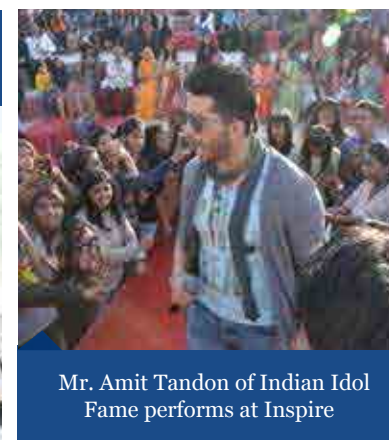 Mr. Amit Tandon of Indian Idol
Fame performs at Inspire